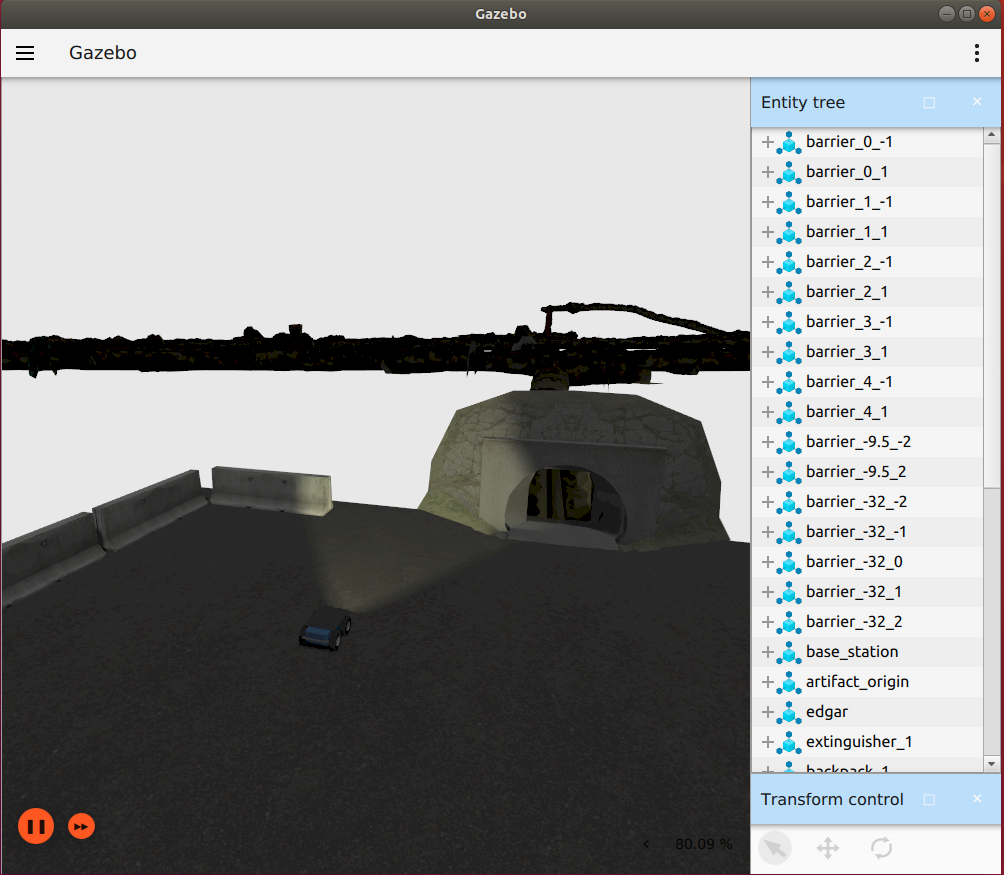 Gazebo
Gazebo
Entity tree
barrier_0_-1
barrier_0_1
barrier_1_-1
barrier_1_1
barrier_2_-1
barrier_2_1
barrier_3_-1
barrier_3_1
barrier_4_-1
barrier_4_1
barrier_-9.5_-2
barrier_-9.5_2
barrier_-32_-2
barrier_-32_-1
barrier_-32_0
barrier_-32_1
barrier_-32_2
base_station
artifact_origin
edgar
extinguisher_1
backpack_1
Transform control
80.09 %